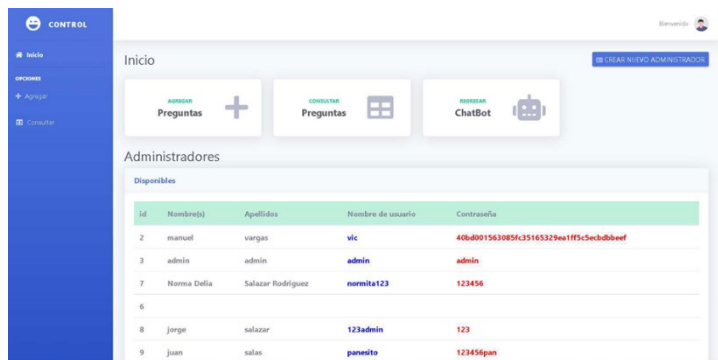 CONTROL
Bienvenido
Inicio
OPCIONES
Agregar
Consultar
Inicio
CREAR NUEVO ADMINISTRADOR
AGREGAR
Preguntas
CONSULTAR
Preguntas
REGRESAR
ChatBot
Administradores
Disponibles
id Nombre(s) Apellidos Nombre de usuario Contraseña
2 manuel vargas vic 40bd001563085fc35165329ea1ff5c5ecbdbbeef
3 admin admin admin admin
7 Norma Delia Salazar Rodriguez normita123 123456
6
8 jorge salazar 123admin 123
9 juan salas panesito 123456pan